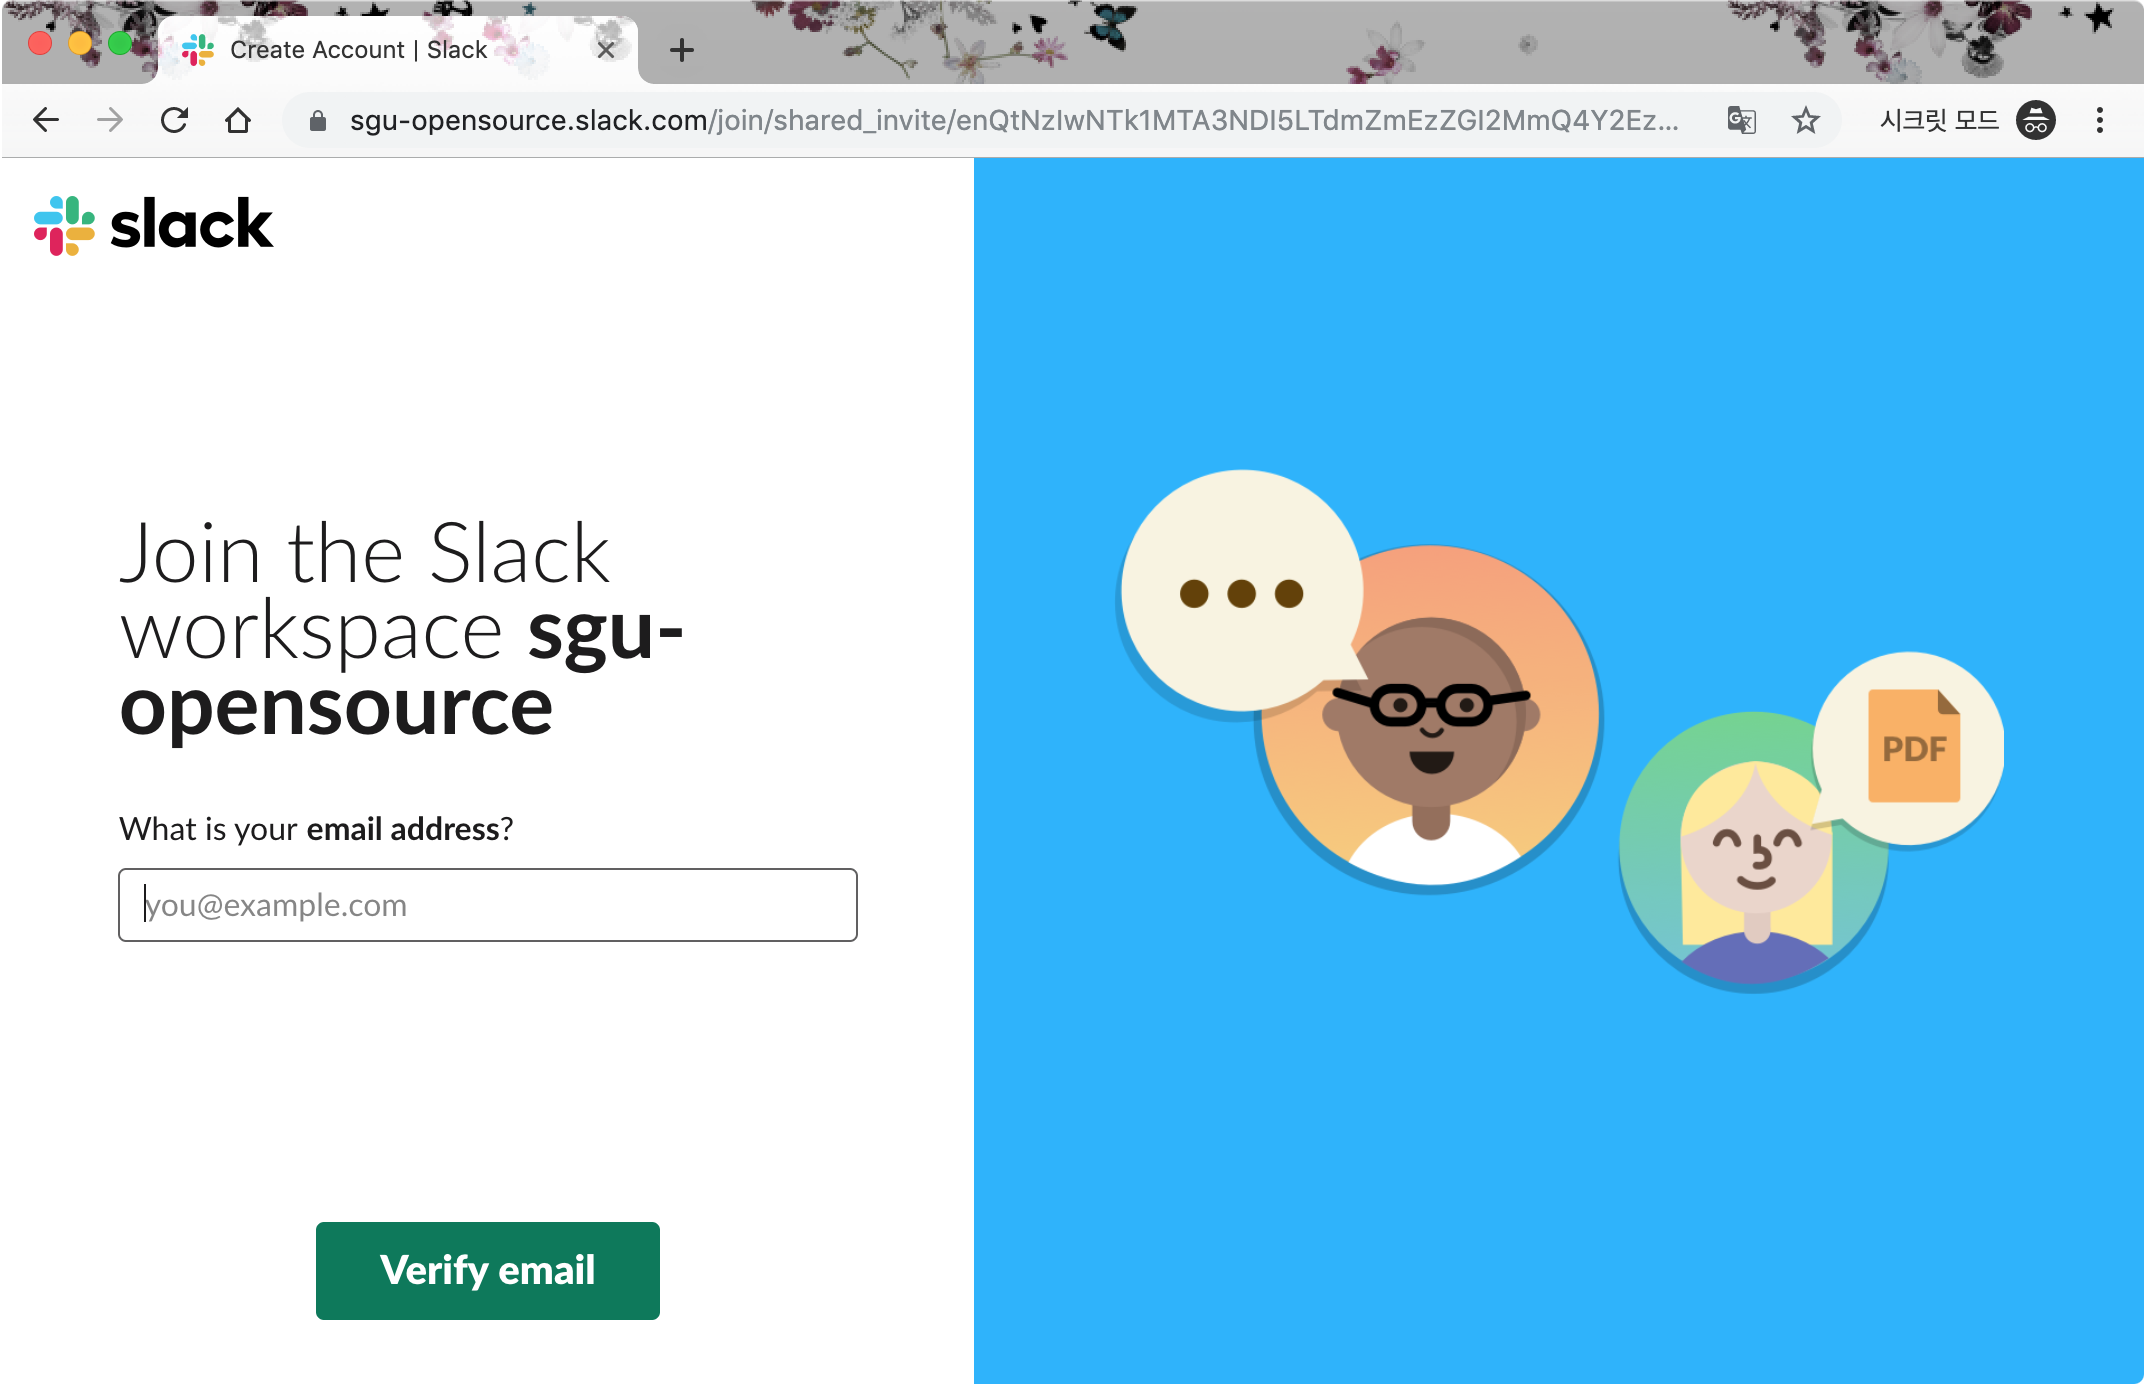 Create Account | Slack
sgu-opensource.slack.com/join/shared_invite/enQtNzIwNTk1MTA3NDI5LTdmZmEzZGI2MmQ4Y2Ez...
시크릿 모드
slack
Join the Slack
workspace sgu-
opensource
What is your email address?
you@example.com
Verify email
PDF